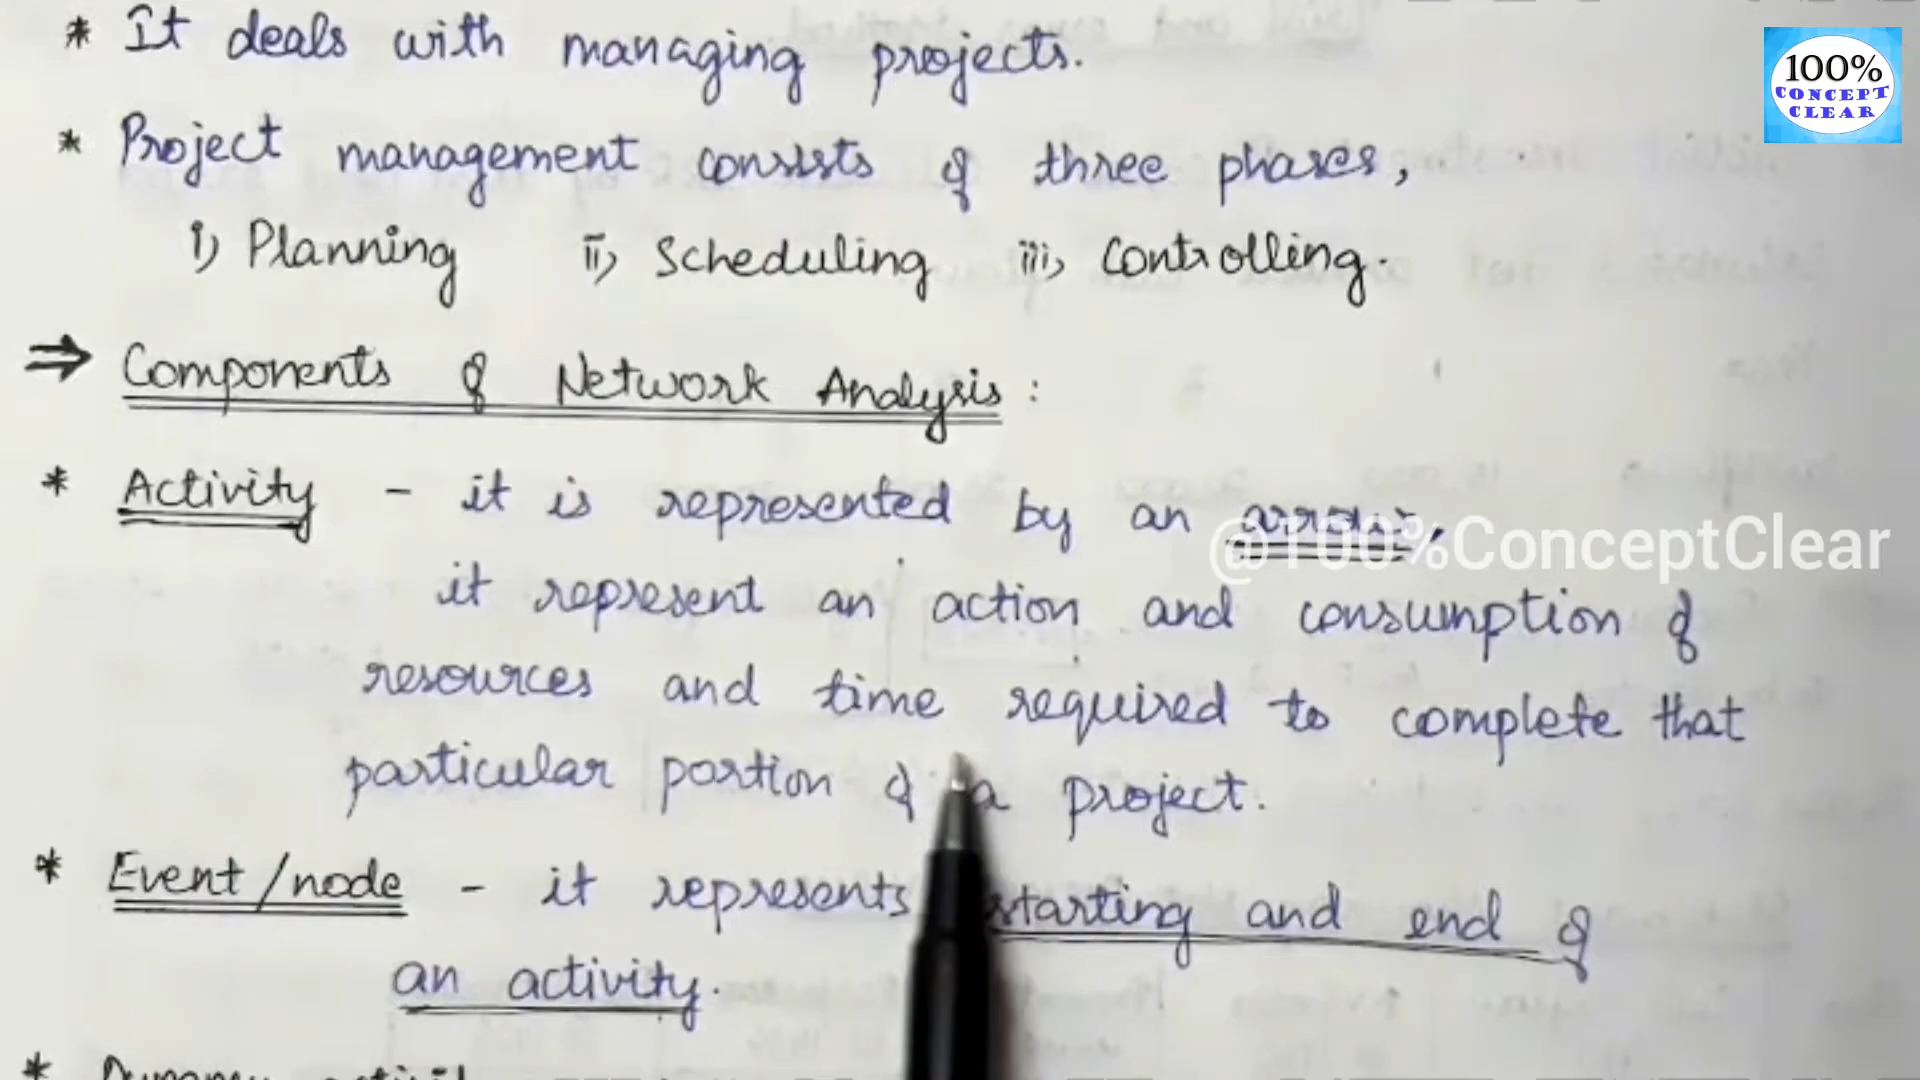 * It deals with managing projects.
* Project management consists of three phases,
i) Planning ii) Scheduling iii) Controlling.
⇒ Components of Network Analysis :
* Activity - it is represented by an arrow,
it represent an action and consumption of
resources and time required to complete that
particular portion of a project.
* Event/node - it represents starting and end of
an activity.
* Dummy activity
100%
CONCEPT
CLEAR
@100%ConceptClear